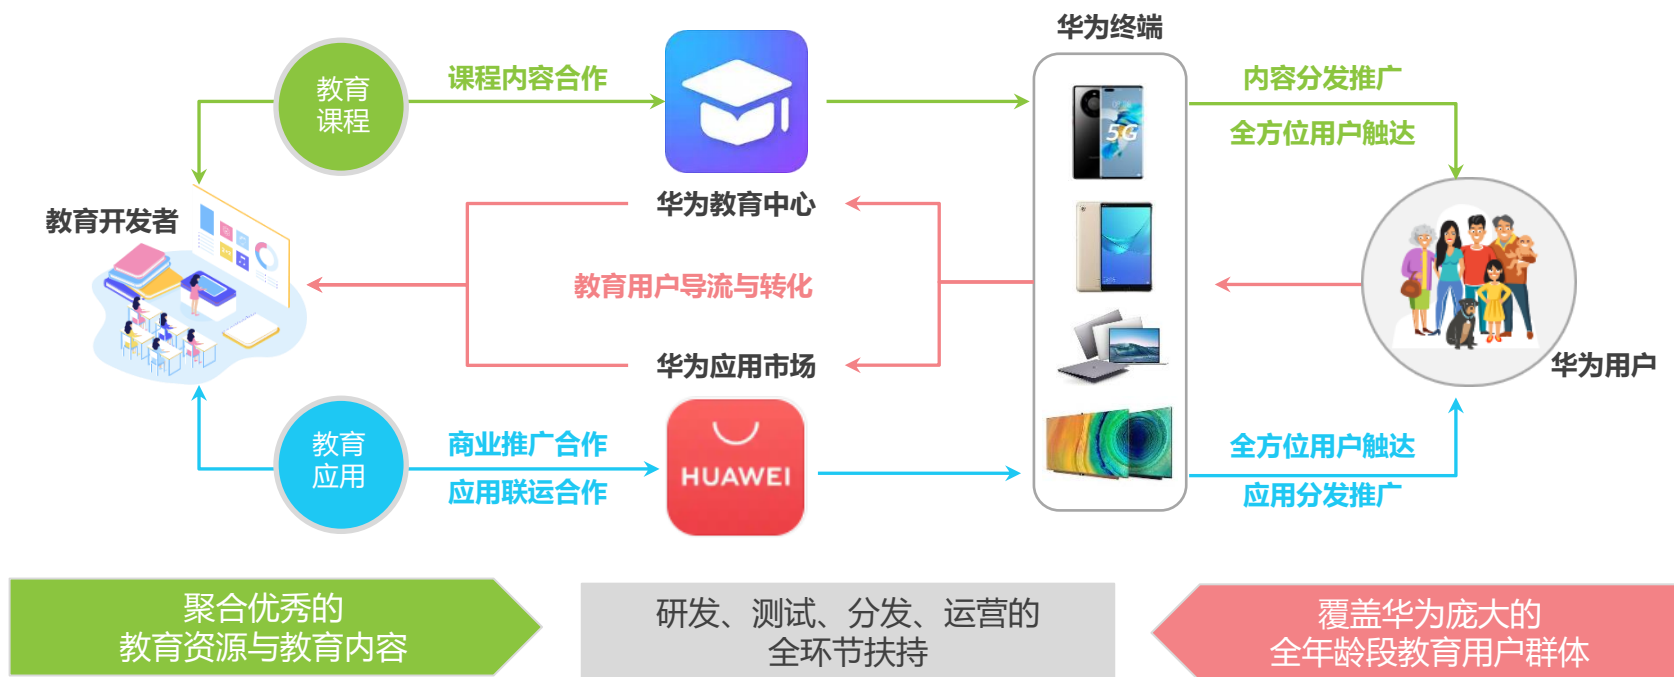 华为终端
教育
课程
课程内容合作
内容分发推广
全方位用户触达
5G
教育开发者
华为教育中心
教育用户导流与转化
华为应用市场
华为用户
教育
应用
商业推广合作
应用联运合作
HUAWEI
全方位用户触达
应用分发推广
聚合优秀的
教育资源与教育内容
研发、测试、分发、运营的
全环节扶持
覆盖华为庞大的
全年龄段教育用户群体